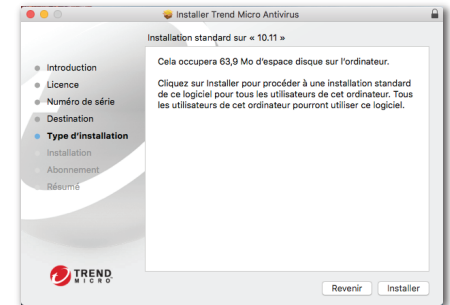 Installer Trend Micro Antivirus
Installation standard sur « 10.11 »
Introduction
Licence
Numéro de série
Destination
Type d'installation
Installation
Abonnement
Résumé
Cela occupera 63,9 Mo d'espace disque sur l'ordinateur.
Cliquez sur Installer pour procéder à une installation standard
de ce logiciel pour tous les utilisateurs de cet ordinateur. Tous
les utilisateurs de cet ordinateur pourront utiliser ce logiciel.
TREND
MICRO
Revenir
Installer